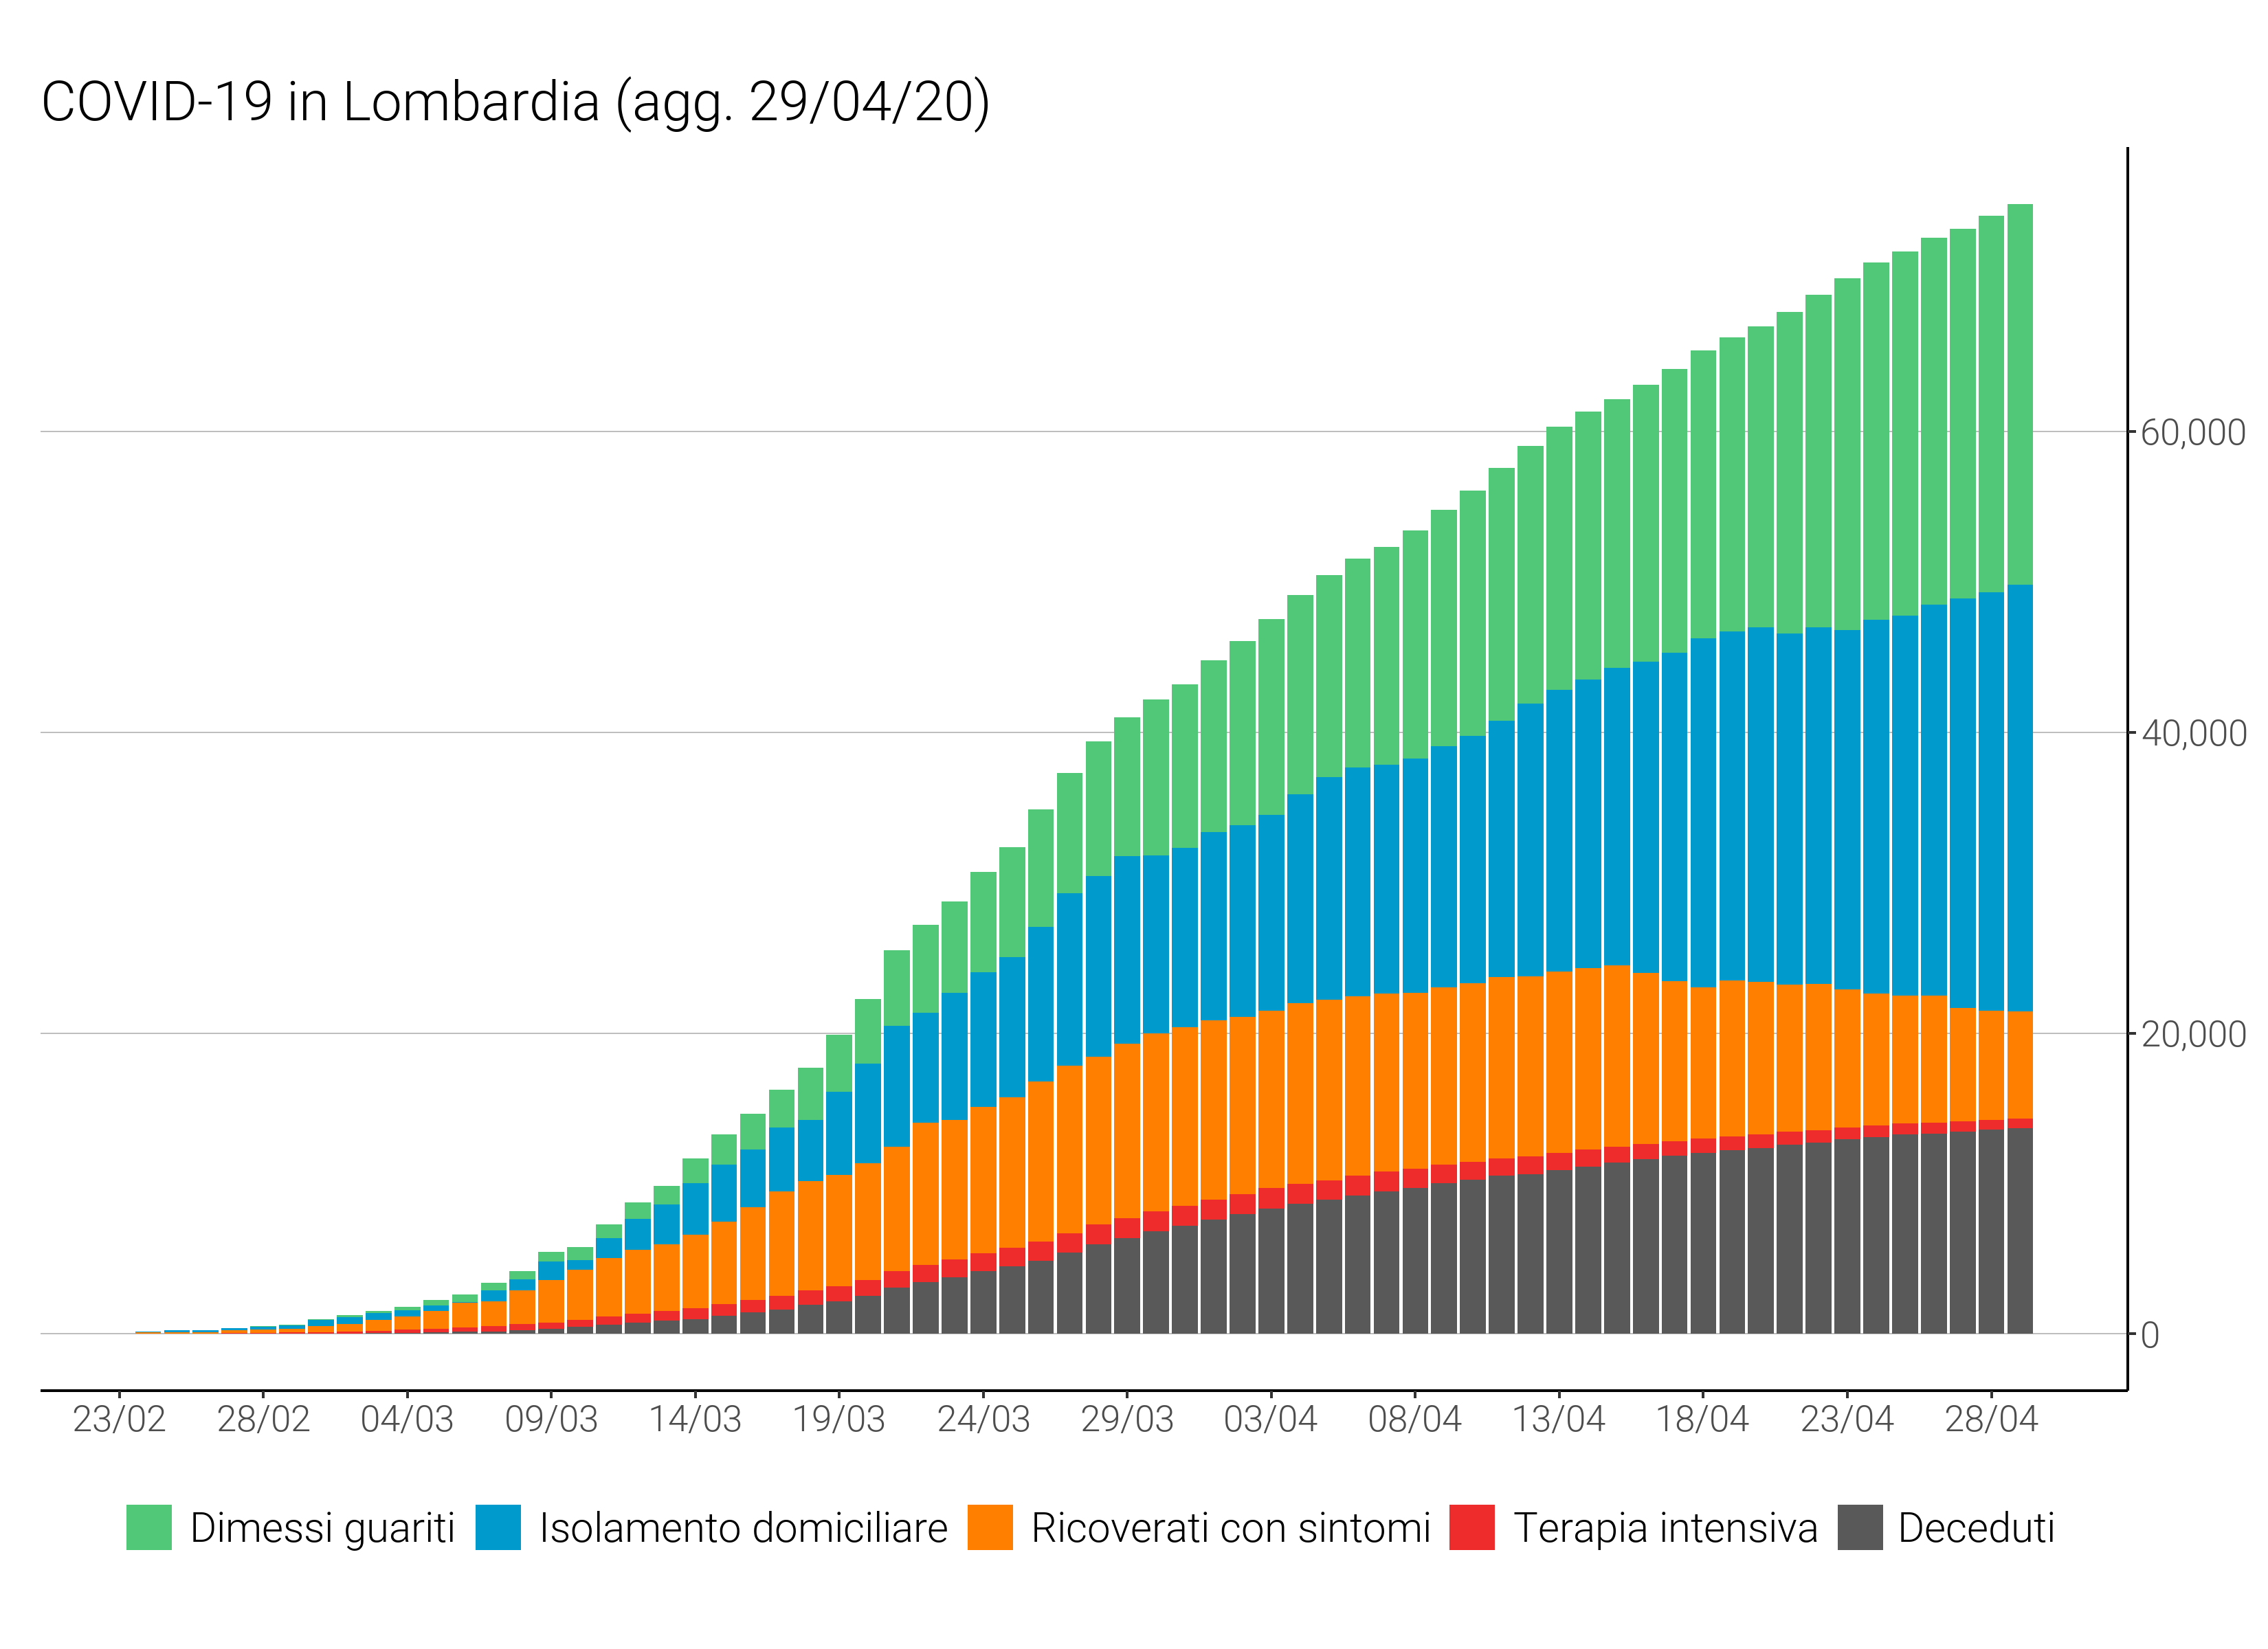 COVID-19 in Lombardia (agg. 29/04/20)
60,000
40,000
20,000
0
23/02 28/02 04/03 09/03 14/03 19/03 24/03 29/03 03/04 08/04 13/04 18/04 23/04 28/04
Dimessi guariti Isolamento domiciliare Ricoverati con sintomi Terapia intensiva Deceduti